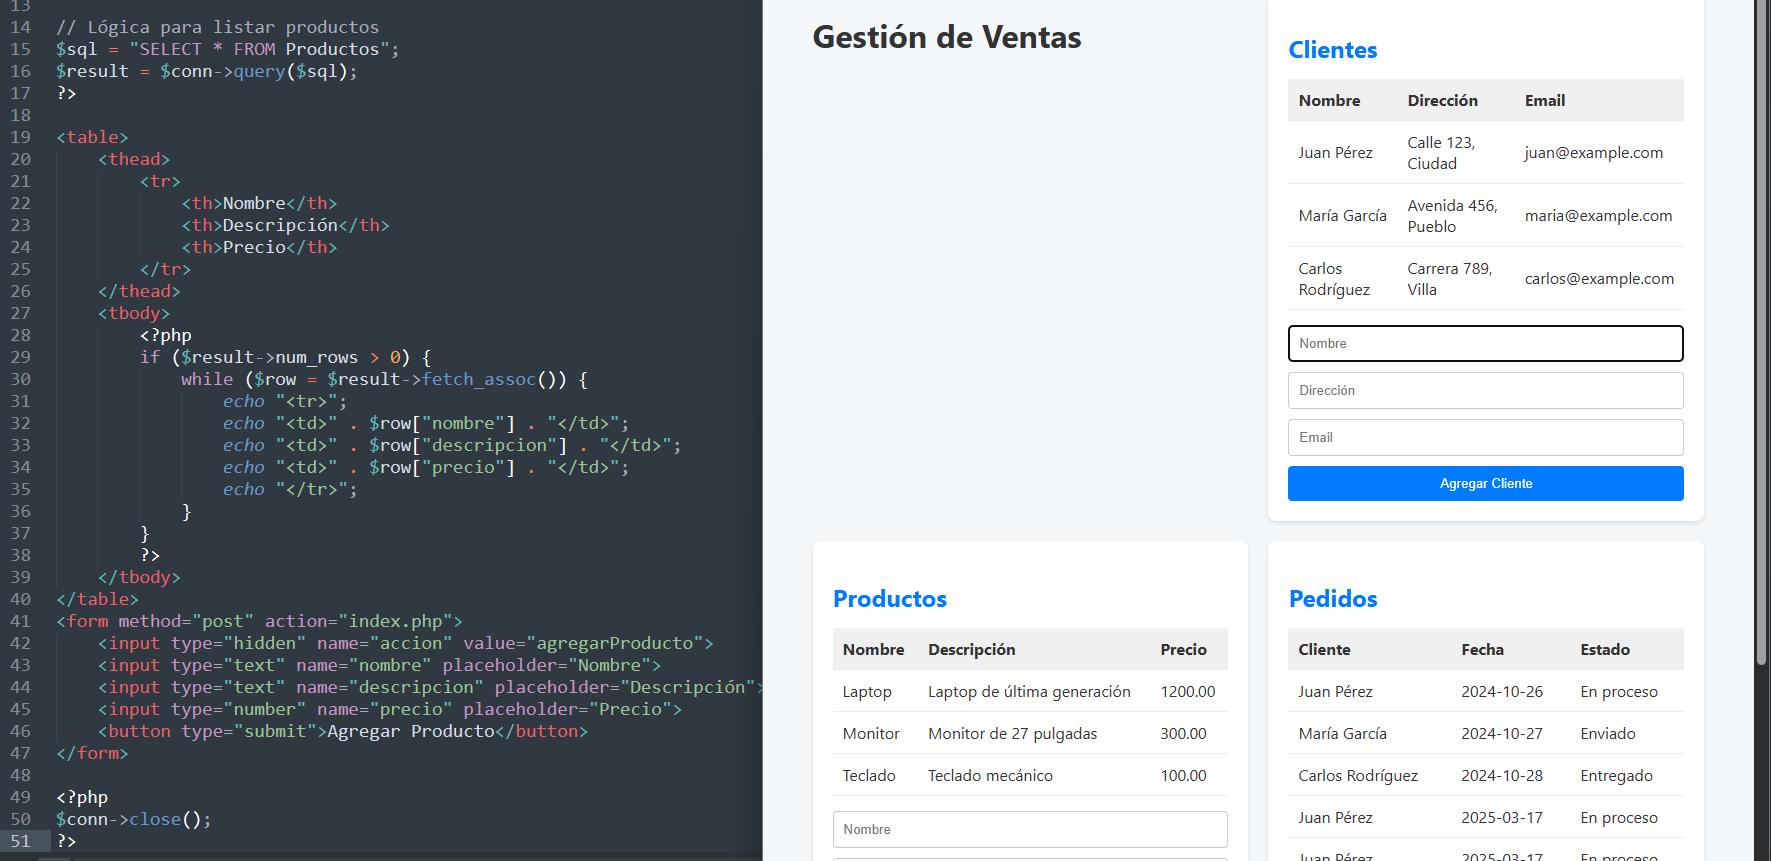 13
14 // Lógica para listar productos
15 $sql = "SELECT * FROM Productos";
16 $result = $conn->query($sql);
17 ?>
18
19 <table>
20 <thead>
21 <tr>
22 <th>Nombre</th>
23 <th>Descripción</th>
24 <th>Precio</th>
25 </tr>
26 </thead>
27 <tbody>
28 <?php
29 if ($result->num_rows > 0) {
30 while ($row = $result->fetch_assoc()) {
31 echo "<tr>";
32 echo "<td>" . $row["nombre"] . "</td>";
33 echo "<td>" . $row["descripcion"] . "</td>";
34 echo "<td>" . $row["precio"] . "</td>";
35 echo "</tr>";
36 }
37 }
38 ?>
39 </tbody>
40 </table>
41 <form method="post" action="index.php">
42 <input type="hidden" name="accion" value="agregarProducto">
43 <input type="text" name="nombre" placeholder="Nombre">
44 <input type="text" name="descripcion" placeholder="Descripción">
45 <input type="number" name="precio" placeholder="Precio">
46 <button type="submit">Agregar Producto</button>
47 </form>
48
49 <?php
50 $conn->close();
51 ?>
Gestión de Ventas
Clientes
Nombre Dirección Email
Juan Pérez Calle 123, Ciudad juan@example.com
María García Avenida 456, Pueblo maria@example.com
Carlos Rodríguez Carrera 789, Villa carlos@example.com
Nombre
Dirección
Email
Agregar Cliente
Productos
Nombre Descripción Precio
Laptop Laptop de última generación 1200.00
Monitor Monitor de 27 pulgadas 300.00
Teclado Teclado mecánico 100.00
Nombre
Pedidos
Cliente Fecha Estado
Juan Pérez 2024-10-26 En proceso
María García 2024-10-27 Enviado
Carlos Rodríguez 2024-10-28 Entregado
Juan Pérez 2025-03-17 En proceso
Juan Pérez 2025-03-17 En proceso